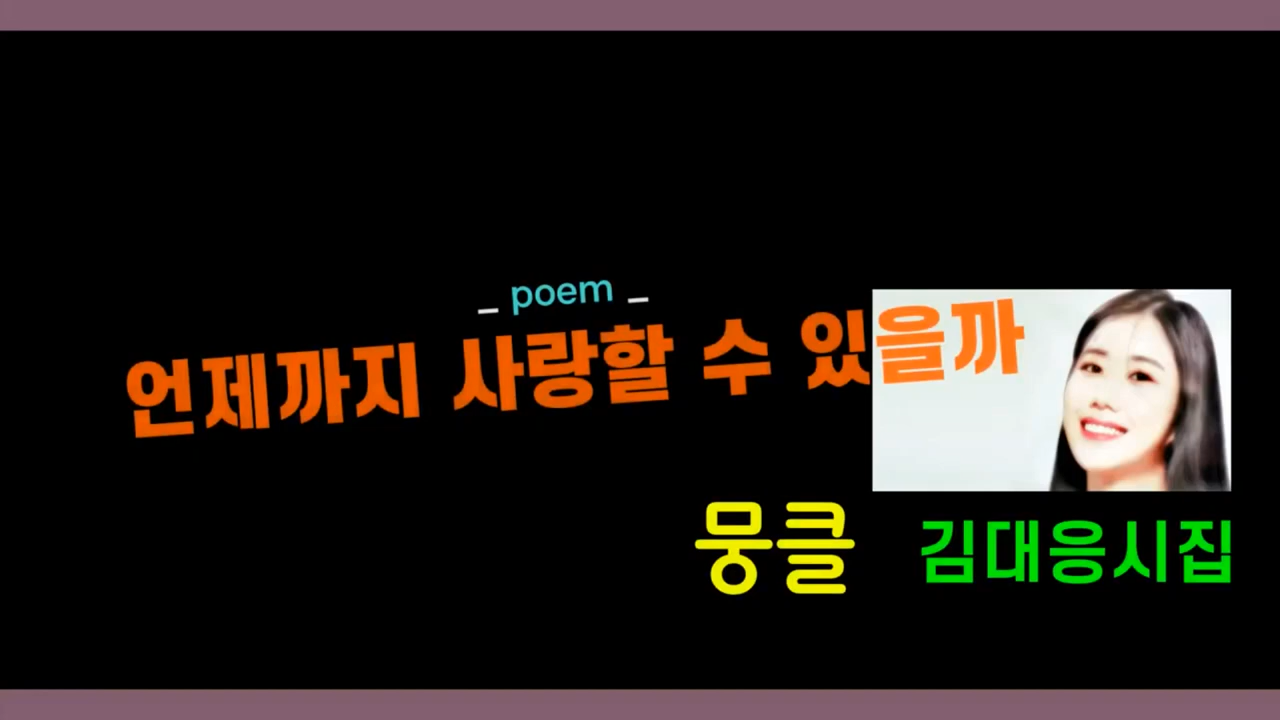 _ poem _
언제까지 사랑할 수 있을까
뭉클 김대응시집